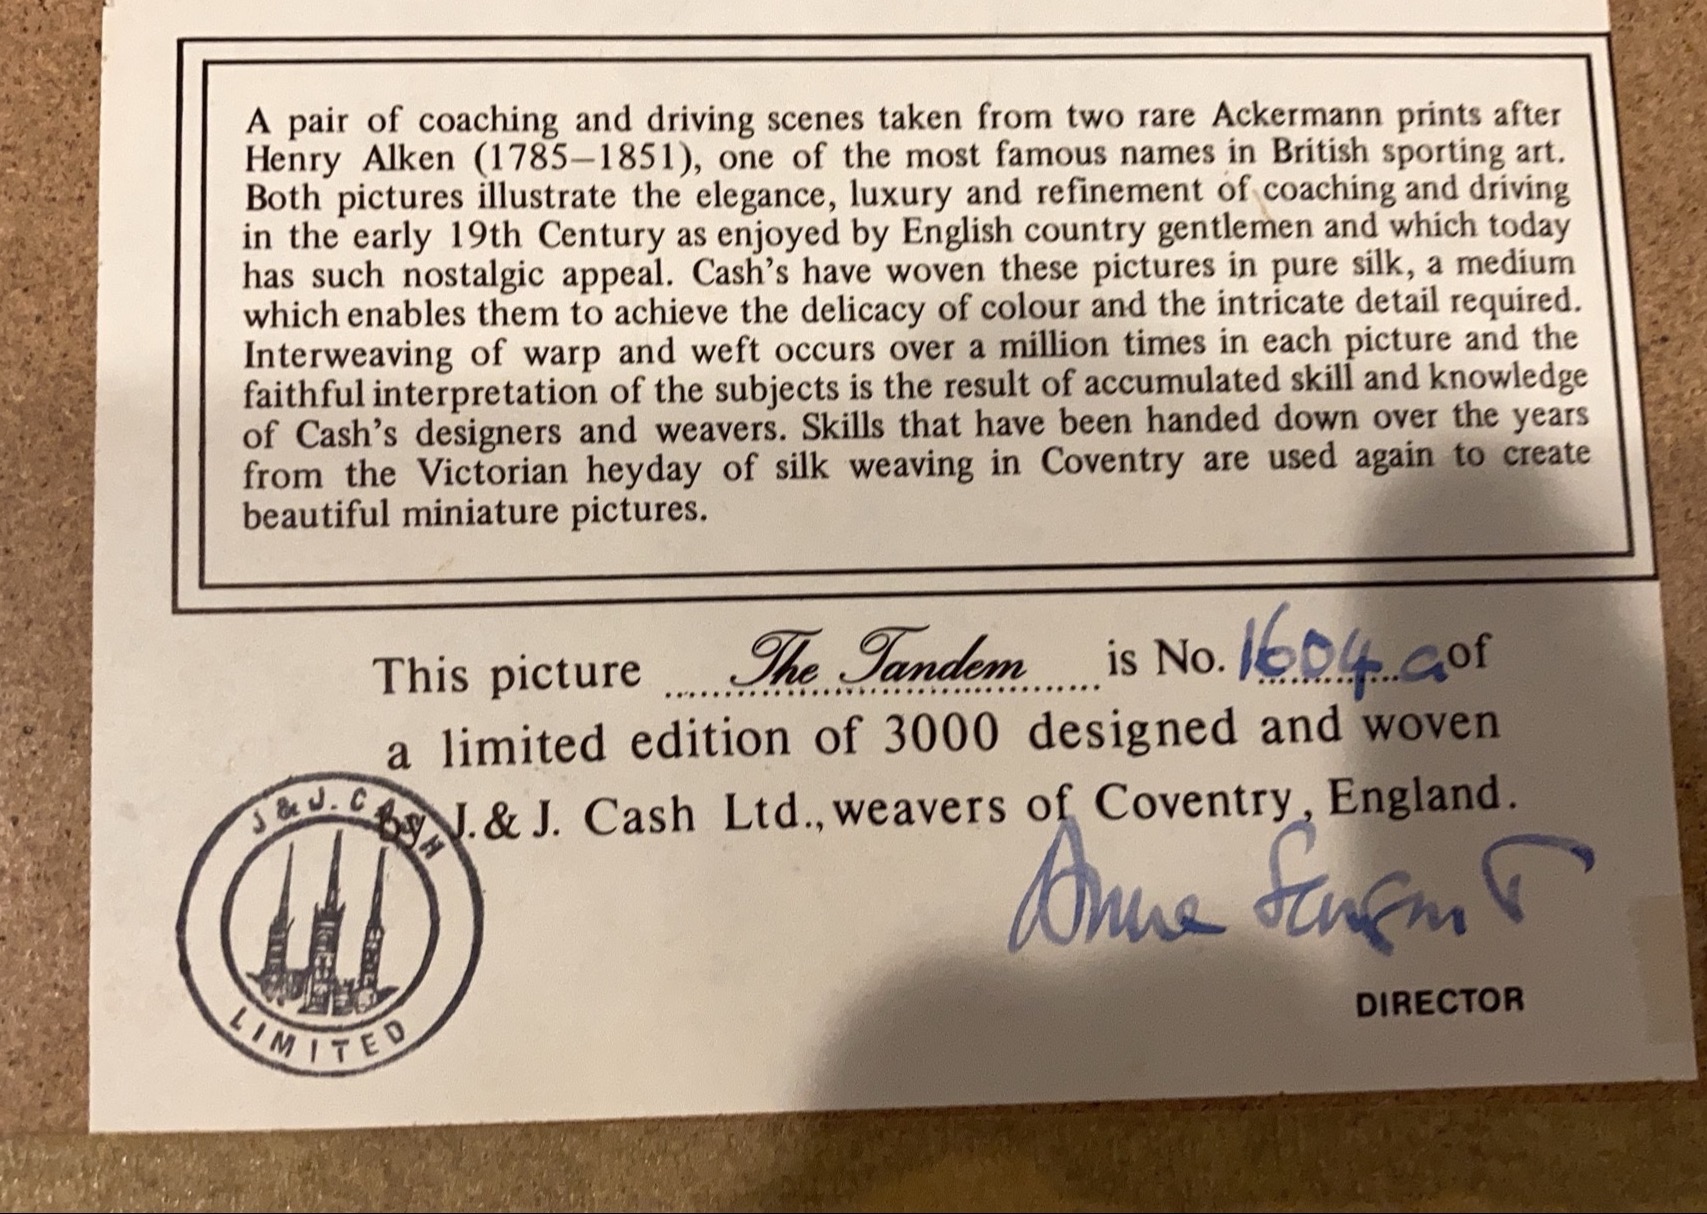 A pair of coaching and driving scenes taken from two rare Ackermann prints after
Henry Alken (1785–1851), one of the most famous names in British sporting art.
Both pictures illustrate the elegance, luxury and refinement of coaching and driving
in the early 19th Century as enjoyed by English country gentlemen and which today
has such nostalgic appeal. Cash's have woven these pictures in pure silk, a medium
which enables them to achieve the delicacy of colour and the intricate detail required.
Interweaving of warp and weft occurs over a million times in each picture and the
faithful interpretation of the subjects is the result of accumulated skill and knowledge
of Cash's designers and weavers. Skills that have been handed down over the years
from the Victorian heyday of silk weaving in Coventry are used again to create
beautiful miniature pictures.
This picture The Tandem is No. 1604 a of
a limited edition of 3000 designed and woven
by J. & J. Cash Ltd., weavers of Coventry, England.
J & J. CASH
LIMITED
Anne
DIRECTOR